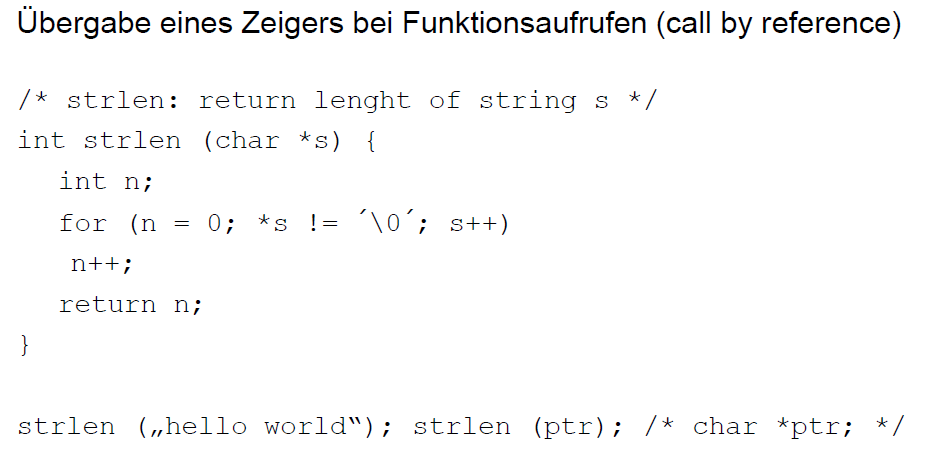 Übergabe eines Zeigers bei Funktionsaufrufen (call by reference)
/* strlen: return lenght of string s */
int strlen (char *s) {
int n;
for (n = 0; *s != ´\0´; s++)
n++;
return n;
}
strlen („hello world‟); strlen (ptr); /* char *ptr; */